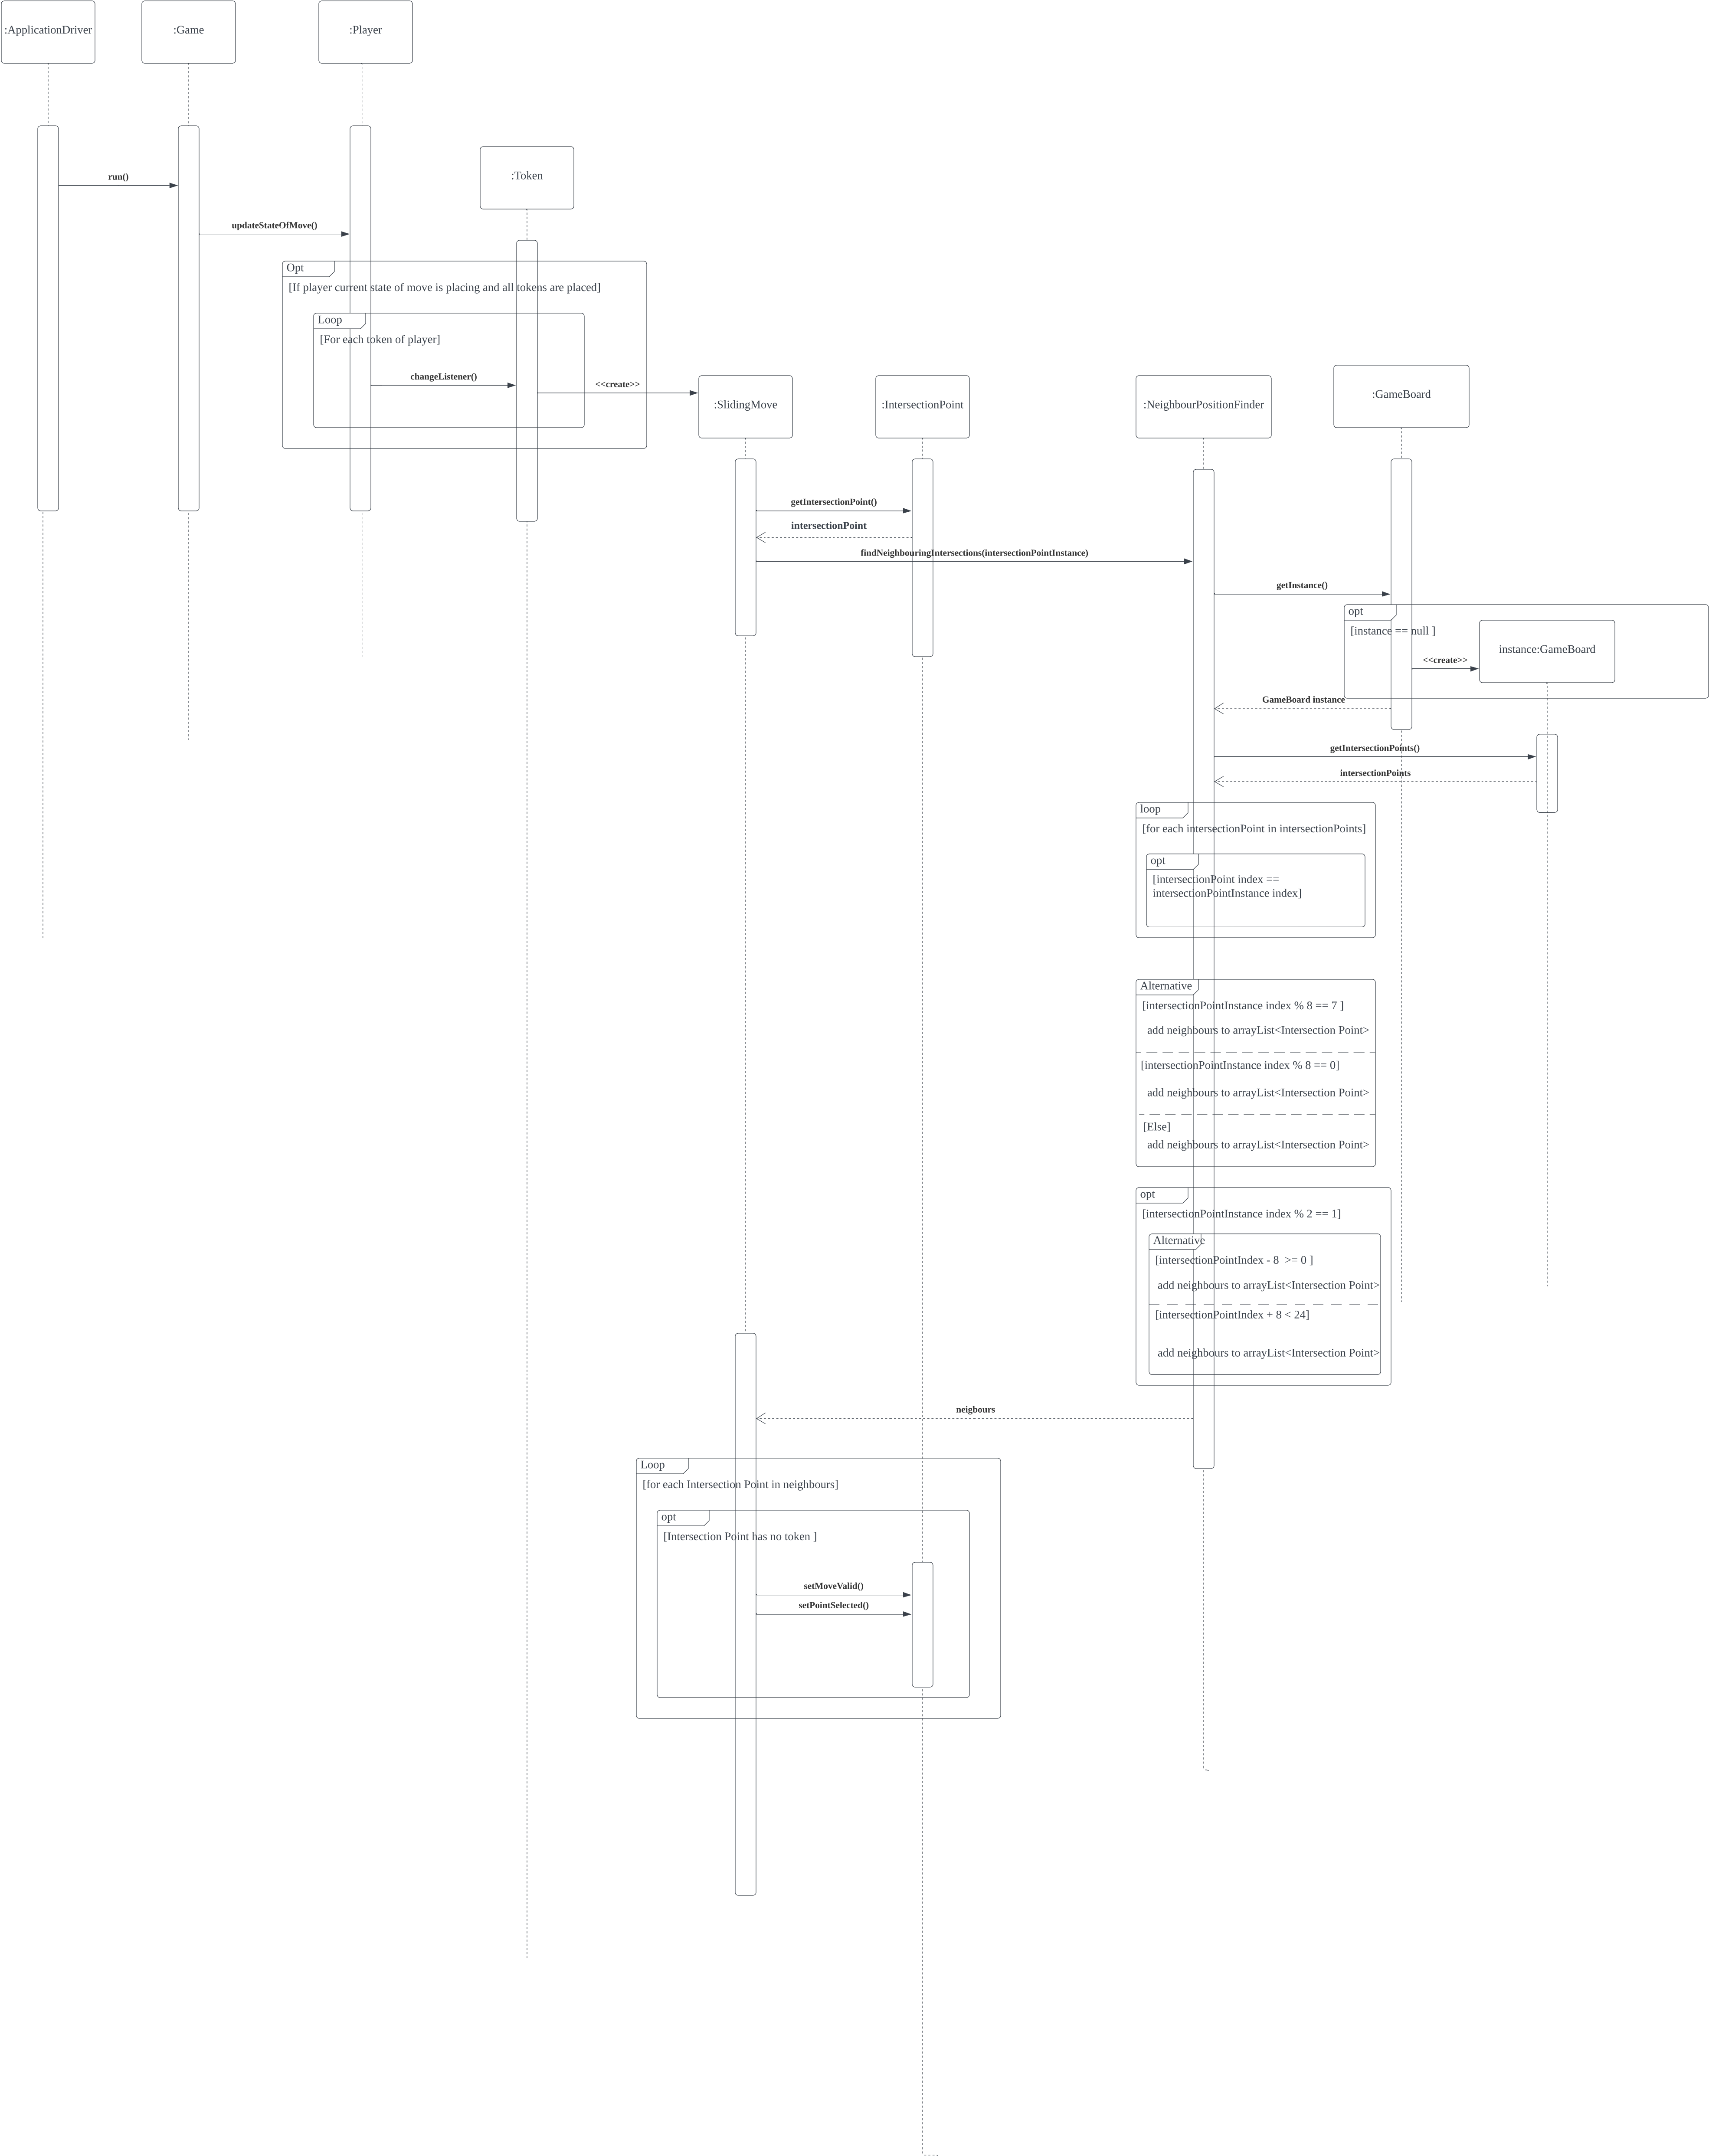 :ApplicationDriver
:Game
:Player
:Token
run()
updateStateOfMove()
Opt
[If player current state of move is placing and all tokens are placed]
Loop
[For each token of player]
changeListener()
<<create>>
:SlidingMove
:IntersectionPoint
:NeighbourPositionFinder
:GameBoard
getIntersectionPoint()
intersectionPoint
findNeighbouringIntersections(intersectionPointInstance)
getInstance()
opt
[instance == null ]
instance:GameBoard
<<create>>
GameBoard instance
getIntersectionPoints()
intersectionPoints
loop
[for each intersectionPoint in intersectionPoints]
opt
[intersectionPoint index ==
intersectionPointInstance index]
Alternative
[intersectionPointInstance index % 8 == 7 ]
add neighbours to arrayList<Intersection Point>
[intersectionPointInstance index % 8 == 0]
add neighbours to arrayList<Intersection Point>
[Else]
add neighbours to arrayList<Intersection Point>
opt
[intersectionPointInstance index % 2 == 1]
Alternative
[intersectionPointIndex - 8  >= 0 ]
add neighbours to arrayList<Intersection Point>
[intersectionPointIndex + 8 < 24]
add neighbours to arrayList<Intersection Point>
neigbours
Loop
[for each Intersection Point in neighbours]
opt
[Intersection Point has no token ]
setMoveValid()
setPointSelected()